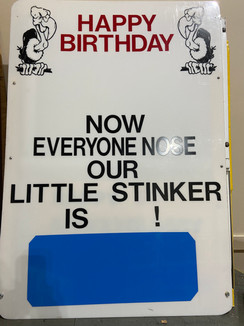 HAPPY
BIRTHDAY
NOW
EVERYONE NOSE
OUR
LITTLE STINKER
IS !